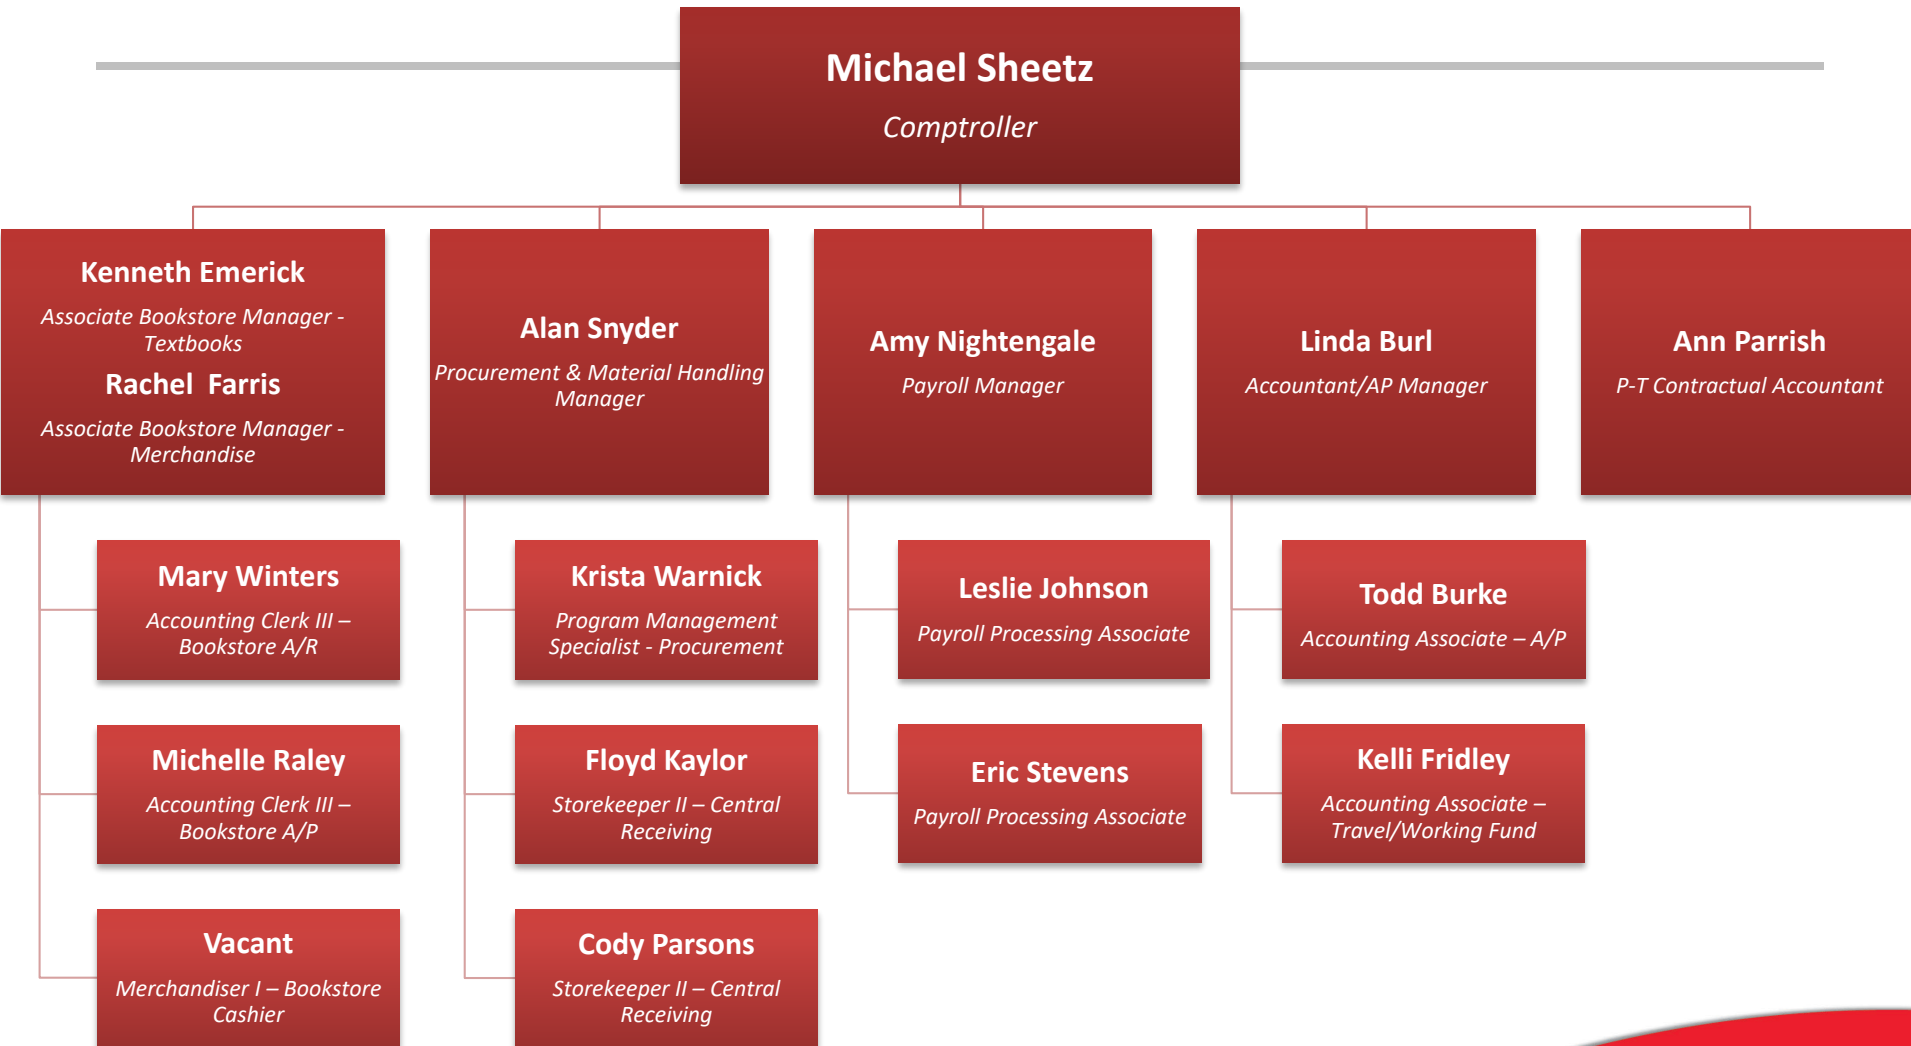 Michael Sheetz
Comptroller
Kenneth Emerick
Associate Bookstore Manager -
Textbooks
Rachel  Farris
Associate Bookstore Manager -
Merchandise
Alan Snyder
Procurement & Material Handling
Manager
Amy Nightengale
Payroll Manager
Linda Burl
Accountant/AP Manager
Ann Parrish
P-T Contractual Accountant
Mary Winters
Accounting Clerk III –
Bookstore A/R
Michelle Raley
Accounting Clerk III –
Bookstore A/P
Vacant
Merchandiser I – Bookstore
Cashier
Krista Warnick
Program Management
Specialist - Procurement
Floyd Kaylor
Storekeeper II – Central
Receiving
Cody Parsons
Storekeeper II – Central
Receiving
Leslie Johnson
Payroll Processing Associate
Eric Stevens
Payroll Processing Associate
Todd Burke
Accounting Associate – A/P
Kelli Fridley
Accounting Associate –
Travel/Working Fund